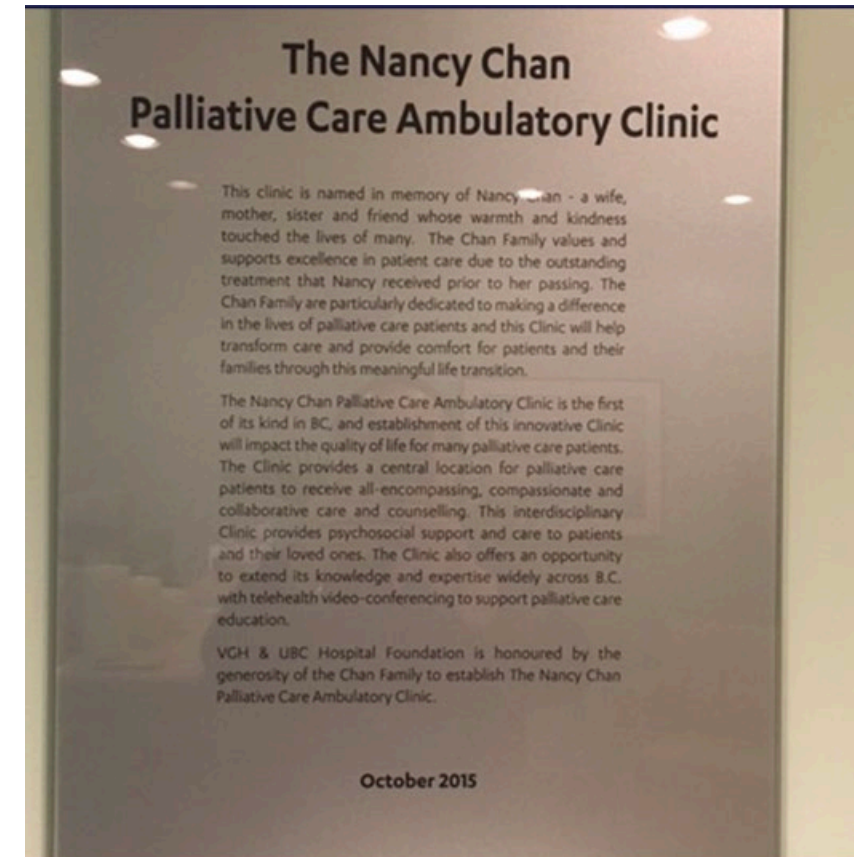 The Nancy Chan
Palliative Care Ambulatory Clinic
This clinic is named in memory of Nancy Chan - a wife,
mother, sister and friend whose warmth and kindness
touched the lives of many. The Chan Family values and
supports excellence in patient care due to the outstanding
treatment that Nancy received prior to her passing. The
Chan Family are particularly dedicated to making a difference
in the lives of palliative care patients and this Clinic will help
transform care and provide comfort for patients and their
families through this meaningful life transition.
The Nancy Chan Palliative Care Ambulatory Clinic is the first
of its kind in BC, and establishment of this innovative Clinic
will impact the quality of life for many palliative care patients.
The Clinic provides a central location for palliative care
patients to receive all-encompassing, compassionate and
collaborative care and counselling. This interdisciplinary
Clinic provides psychosocial support and care to patients
and their loved ones. The Clinic also offers an opportunity
to extend its knowledge and expertise widely across B.C.
with telehealth video-conferencing to support palliative care
education.
VGH & UBC Hospital Foundation is honoured by the
generosity of the Chan Family to establish The Nancy Chan
Palliative Care Ambulatory Clinic.
October 2015